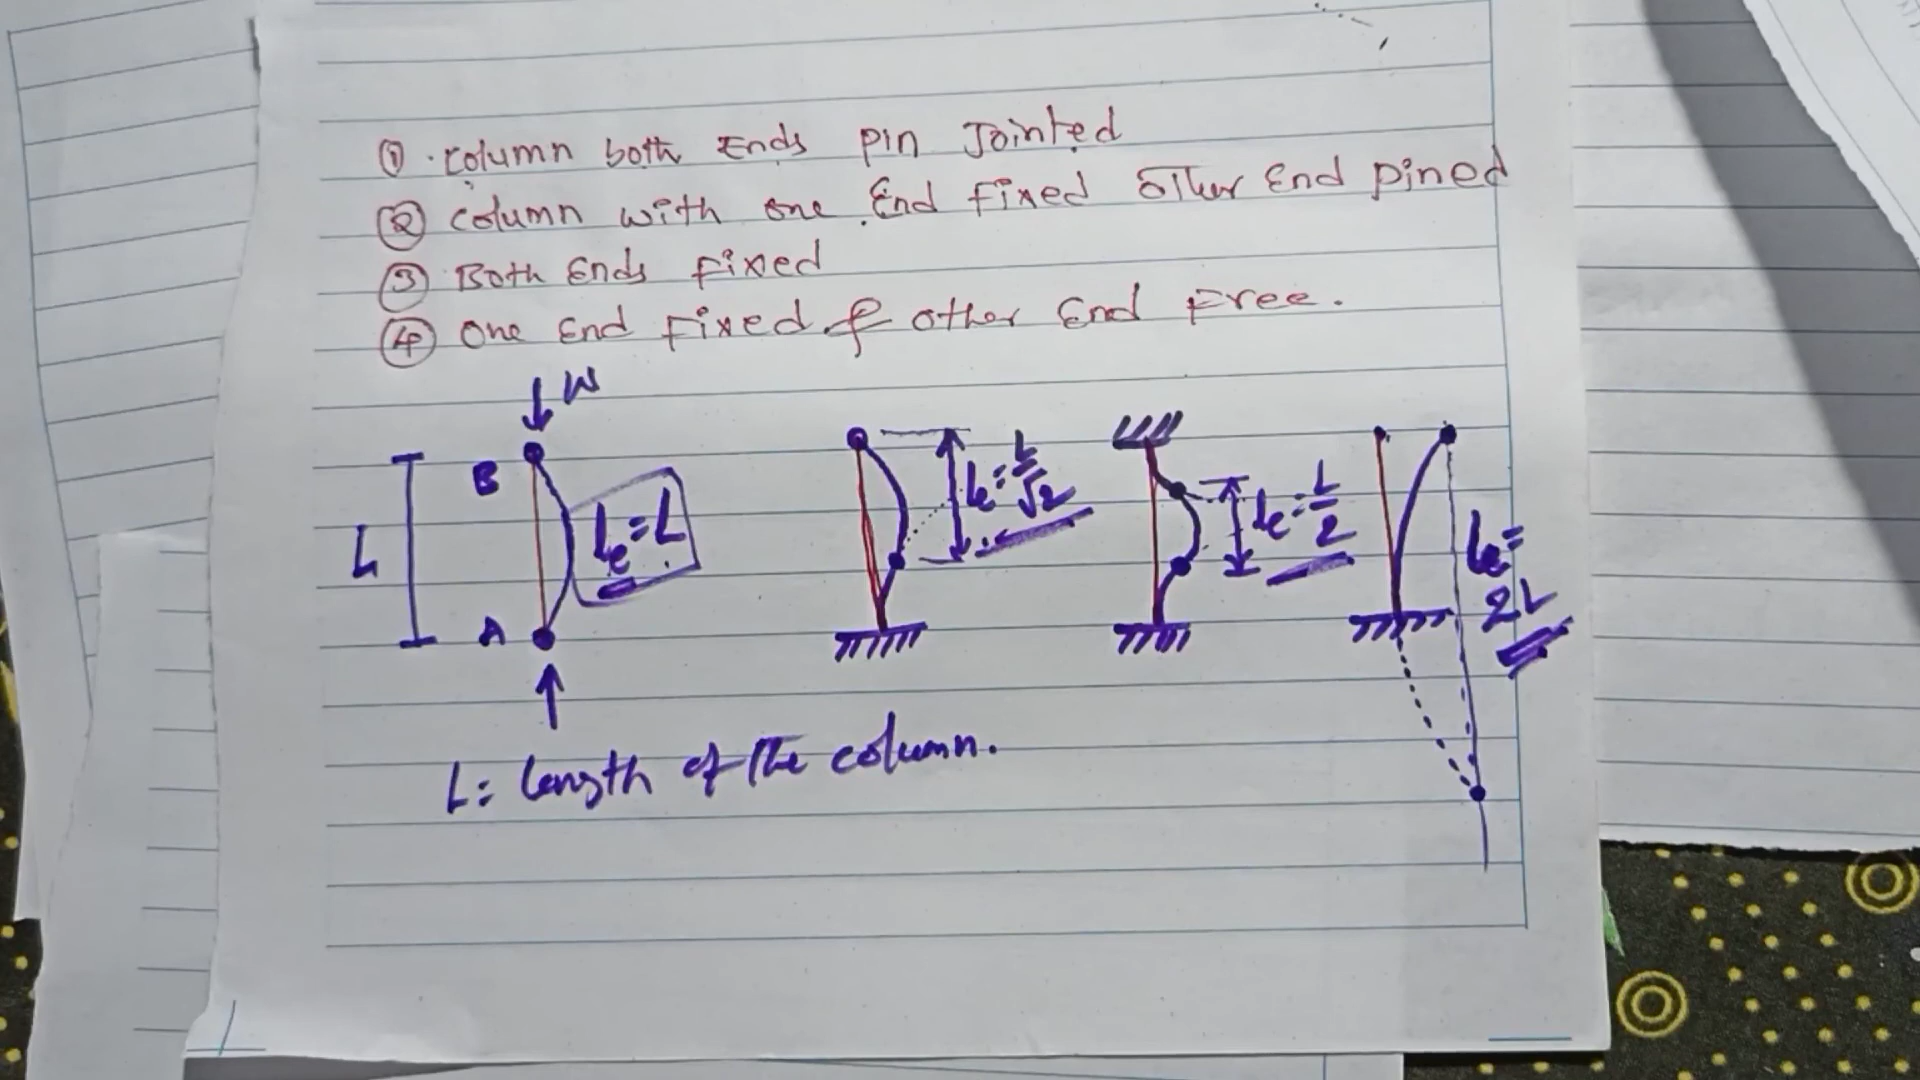 ① column both Ends pin Jointed
② column with one End fixed other End pined
③ Both Ends fixed
④ One End fixed & other End Free.
W
B
L
Le=L
A
Le=L/√2
Le=L/2
Le=
2L
L= length of the column.